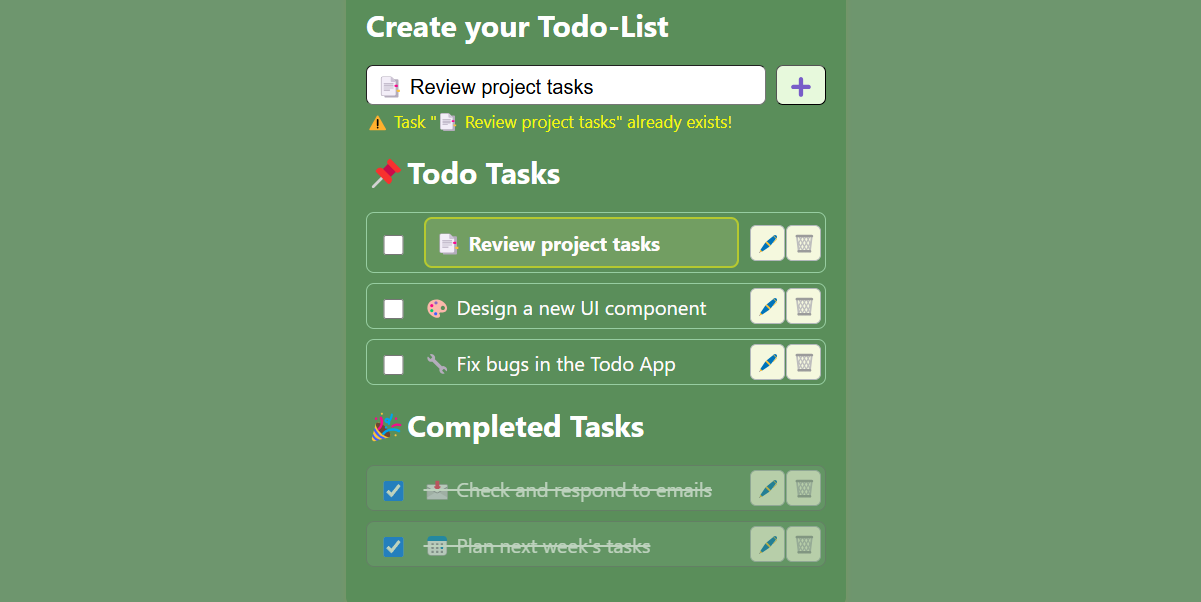 Create your Todo-List
📑 Review project tasks
⚠️ Task "📑 Review project tasks" already exists!
📌 Todo Tasks
📑 Review project tasks
🎨 Design a new UI component
🔧 Fix bugs in the Todo App
🎉 Completed Tasks
📩 Check and respond to emails
📅 Plan next week's tasks